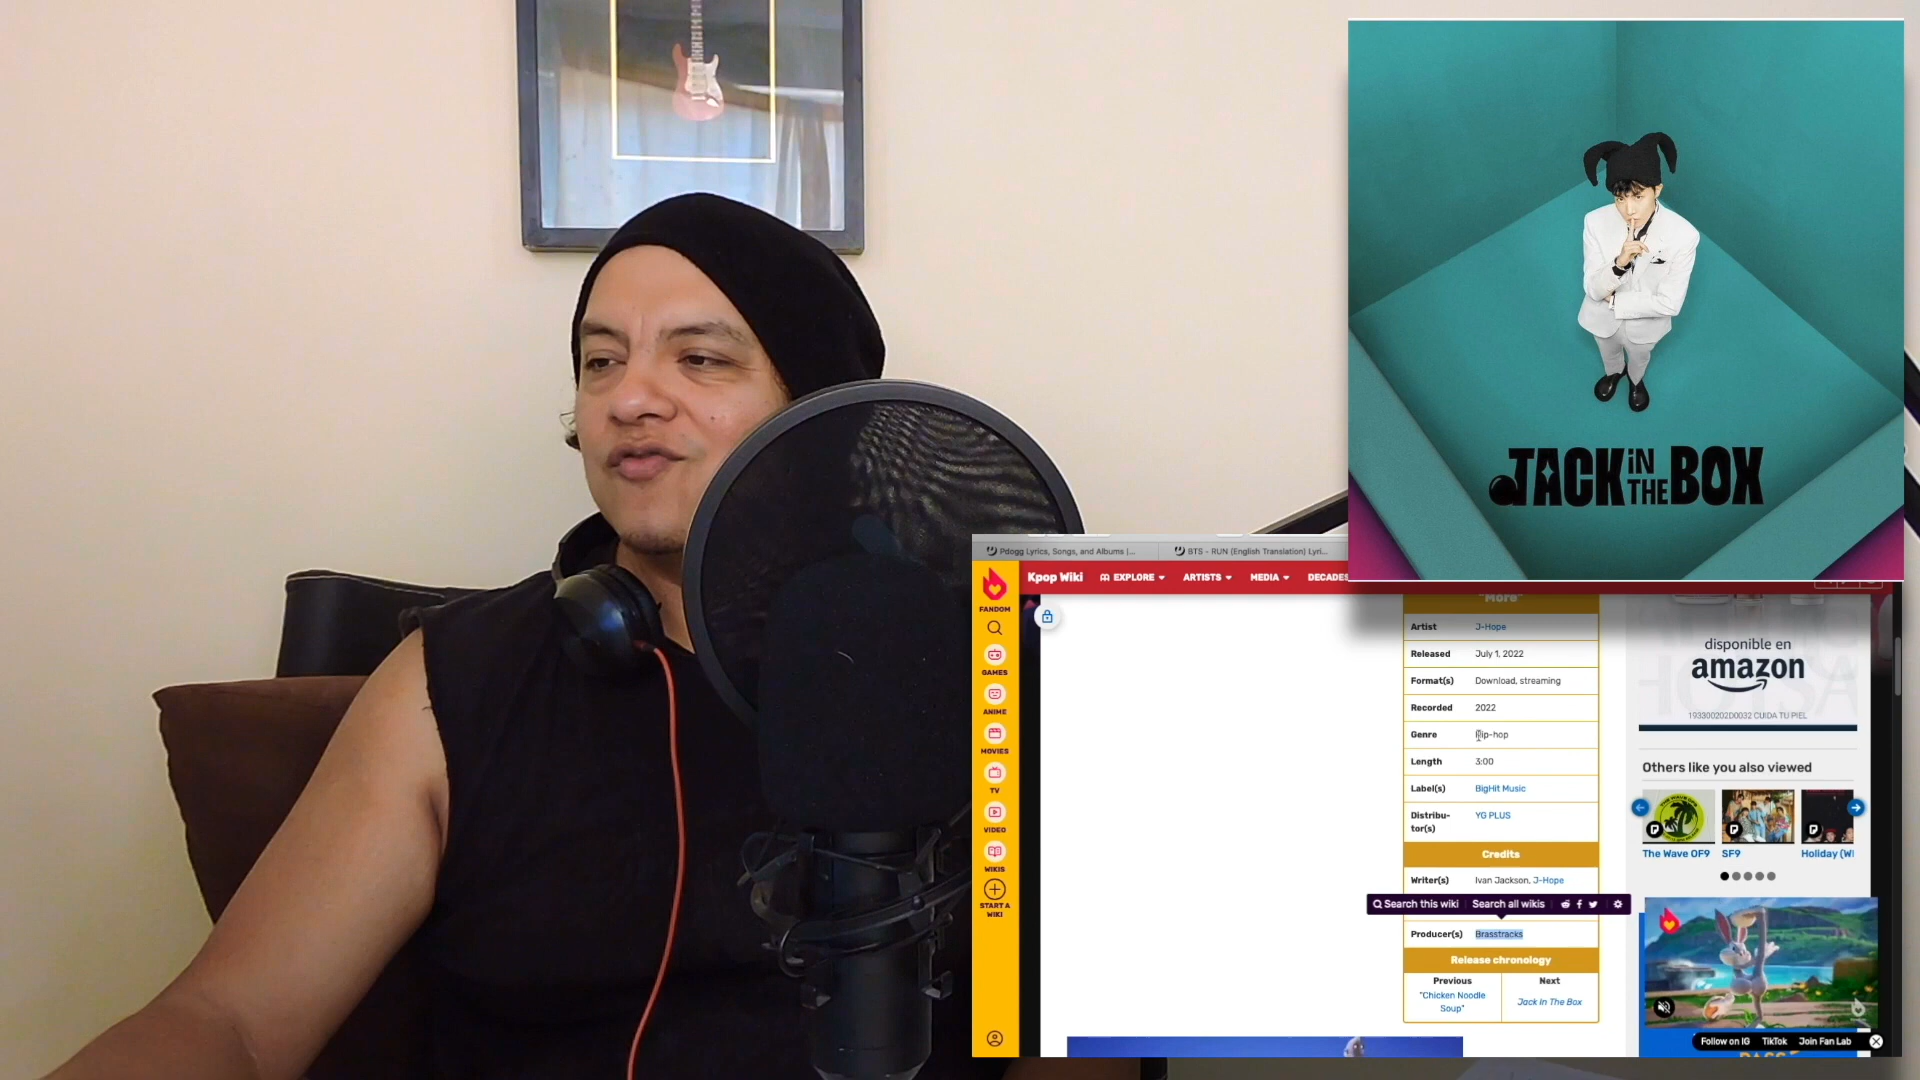 JACK iN THE BOX
Pdogg Lyrics, Songs, and Albums |...
BTS - RUN (English Translation) Lyri...
FANDOM
GAMES
ANIME
MOVIES
TV
VIDEO
WIKIS
START A
WIKI
Kpop Wiki
EXPLORE
ARTISTS
MEDIA
DECADES
"More"
Artist J-Hope
Released July 1, 2022
Format(s) Download, streaming
Recorded 2022
Genre Hip-hop
Length 3:00
Label(s) BigHit Music
Distribu-
tor(s) YG PLUS
Credits
Writer(s) Ivan Jackson, J-Hope
Search this wiki Search all wikis
Producer(s) Brasstracks
Release chronology
Previous Next
"Chicken Noodle
Soup" Jack In The Box
disponible en
amazon
193300202D0032 CUIDA TU PIEL
Others like you also viewed
The Wave OF9 SF9 Holiday (WI
Follow on IG TikTok Join Fan Lab